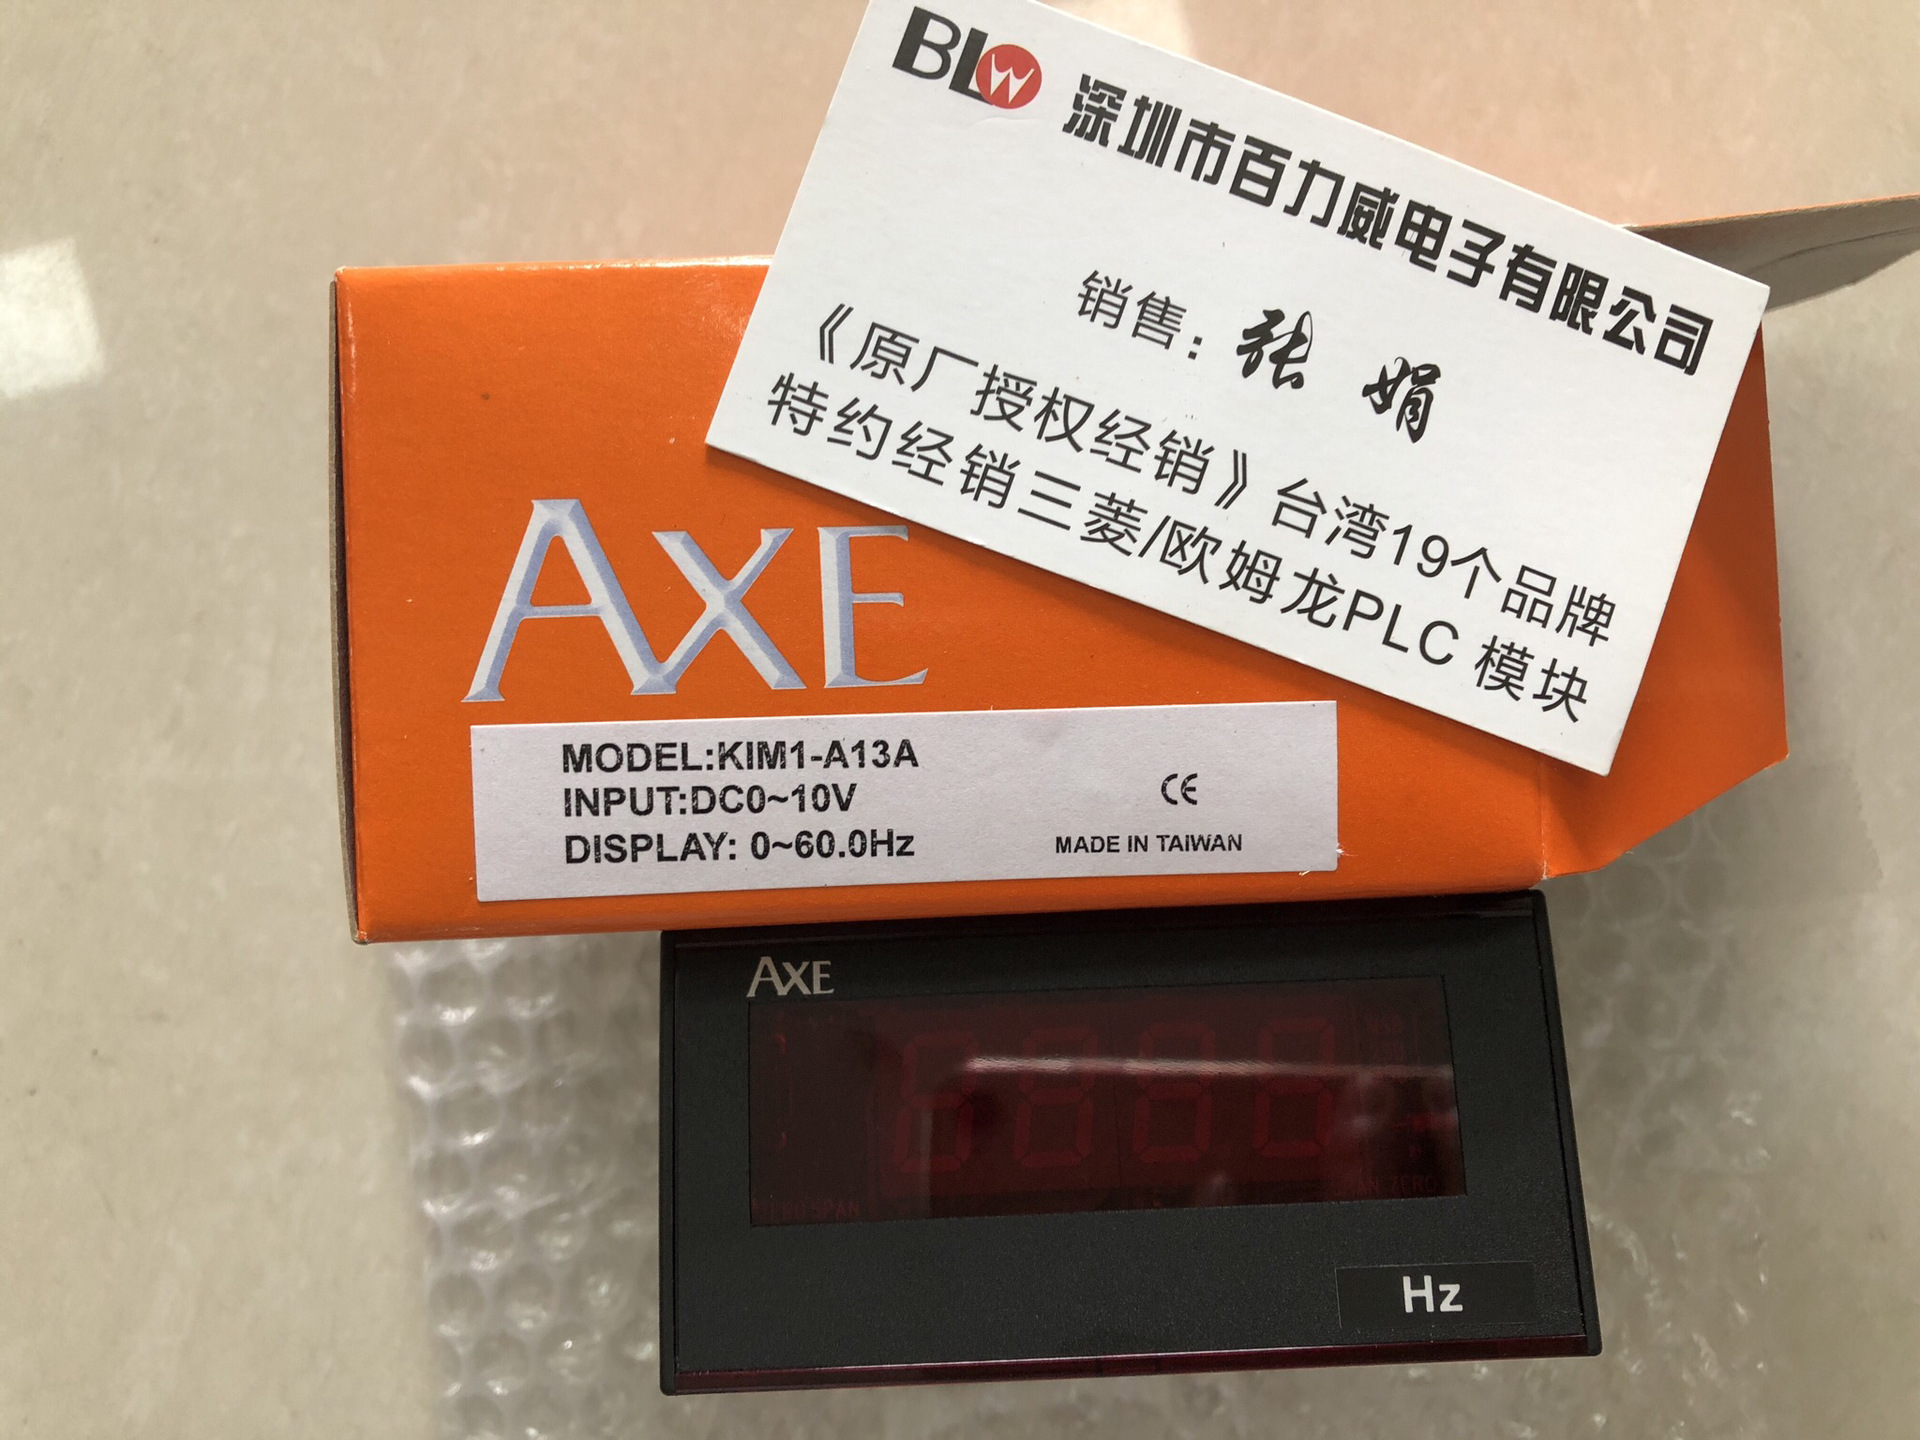 BLW 深圳市百力威电子有限公司
销售：张 娟
《原厂授权经销》台湾19个品牌
特约经销三菱/欧姆龙PLC 模块
AXE
MODEL:KIM1-A13A
INPUT:DC0~10V
DISPLAY: 0~60.0Hz
CE
MADE IN TAIWAN
AXE
SPAN
ZERO
Hz